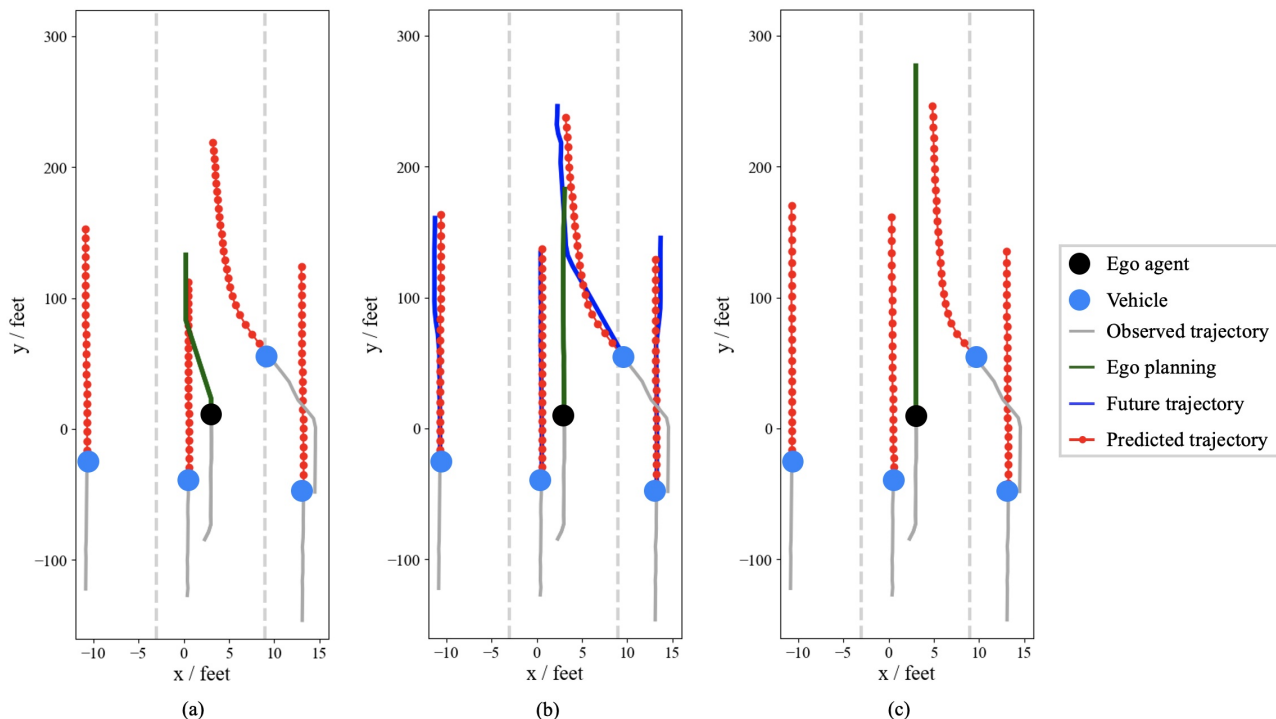 300
200
100
0
−100
y / feet
−10
−5
0
5
10
15
x / feet
(a)
300
200
100
0
−100
y / feet
−10
−5
0
5
10
15
x / feet
(b)
300
200
100
0
−100
y / feet
−10
−5
0
5
10
15
x / feet
(c)
Ego agent
Vehicle
Observed trajectory
Ego planning
Future trajectory
Predicted trajectory